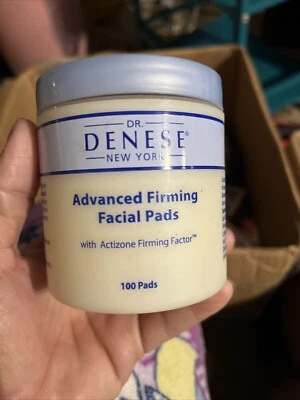 DR.
DENESE®
NEW YORK
Advanced Firming
Facial Pads
with Actizone Firming Factor™
100 Pads